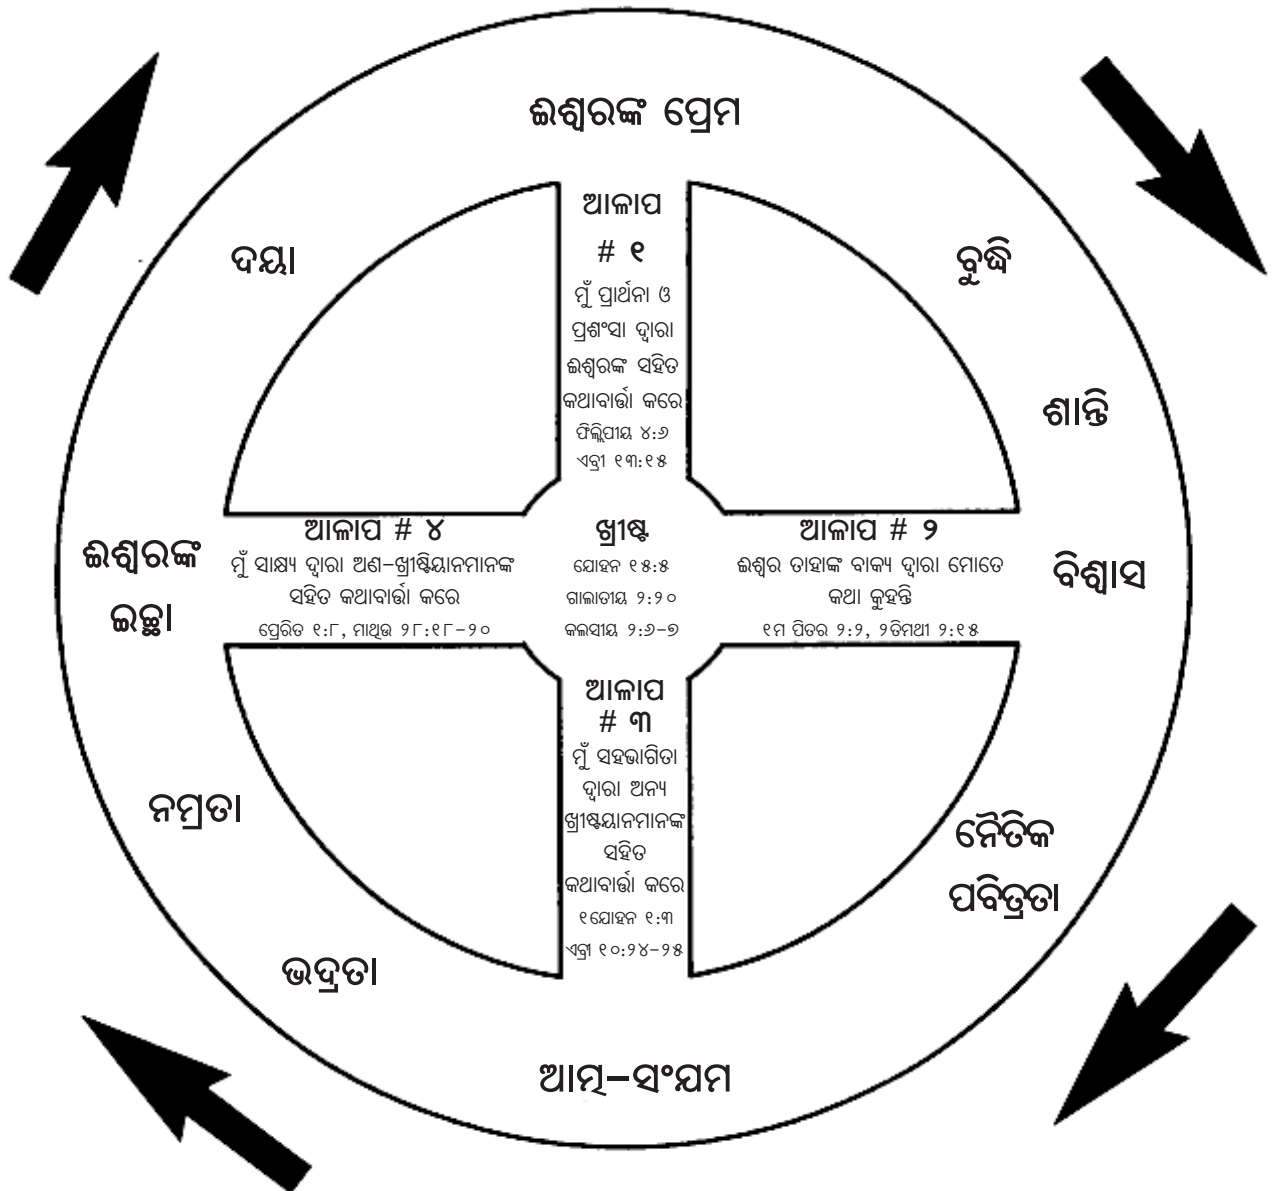 ଈଶ୍ୱରଙ୍କ ପ୍ରେମ
ଆଳାପ
# ୧
ମୁଁ ପ୍ରାର୍ଥନା ଓ
ପ୍ରଶଂସା ଦ୍ୱାରା
ଈଶ୍ୱରଙ୍କ ସହିତ
କଥାବାର୍ତ୍ତା କରେ
ଫିଲ୍ଲିପୀୟ ୪:୬
ଏବ୍ରୀ ୧୩:୧୫
ଦୟା
ବୁଦ୍ଧି
ଶାନ୍ତି
ଈଶ୍ୱରଙ୍କ
ଇଚ୍ଛା
ଆଳାପ # ୪
ମୁଁ ସାକ୍ଷ୍ୟ ଦ୍ୱାରା ଅଣ-ଖ୍ରୀଷ୍ଟିୟାନମାନଙ୍କ
ସହିତ କଥାବାର୍ତ୍ତା କରେ
ପ୍ରେରିତ ୧:୮, ମାଥିଉ ୨୮:୧୮-୨୦
ଖ୍ରୀଷ୍ଟ
ଯୋହନ ୧୫:୫
ଗାଲାତୀୟ ୨:୨୦
କଲସୀୟ ୨:୬-୭
ଆଳାପ # ୨
ଈଶ୍ୱର ତାହାଙ୍କ ବାକ୍ୟ ଦ୍ୱାରା ମୋତେ
କଥା କୁହନ୍ତି
୧ମ ପିତର ୨:୨, ୨ତିମଥୀ ୨:୧୫
ବିଶ୍ୱାସ
ଆଳାପ
# ୩
ମୁଁ ସହଭାଗିତା
ଦ୍ୱାରା ଅନ୍ୟ
ଖ୍ରୀଷ୍ଟୟାନମାନଙ୍କ
ସହିତ
କଥାବାର୍ତ୍ତା କରେ
୧ଯୋହନ ୧:୩
ଏବ୍ରୀ ୧୦:୨୪-୨୫
ନମ୍ରତା
ନୈତିକ
ପବିତ୍ରତା
ଭଦ୍ରତା
ଆତ୍ମ-ସଂଯମ